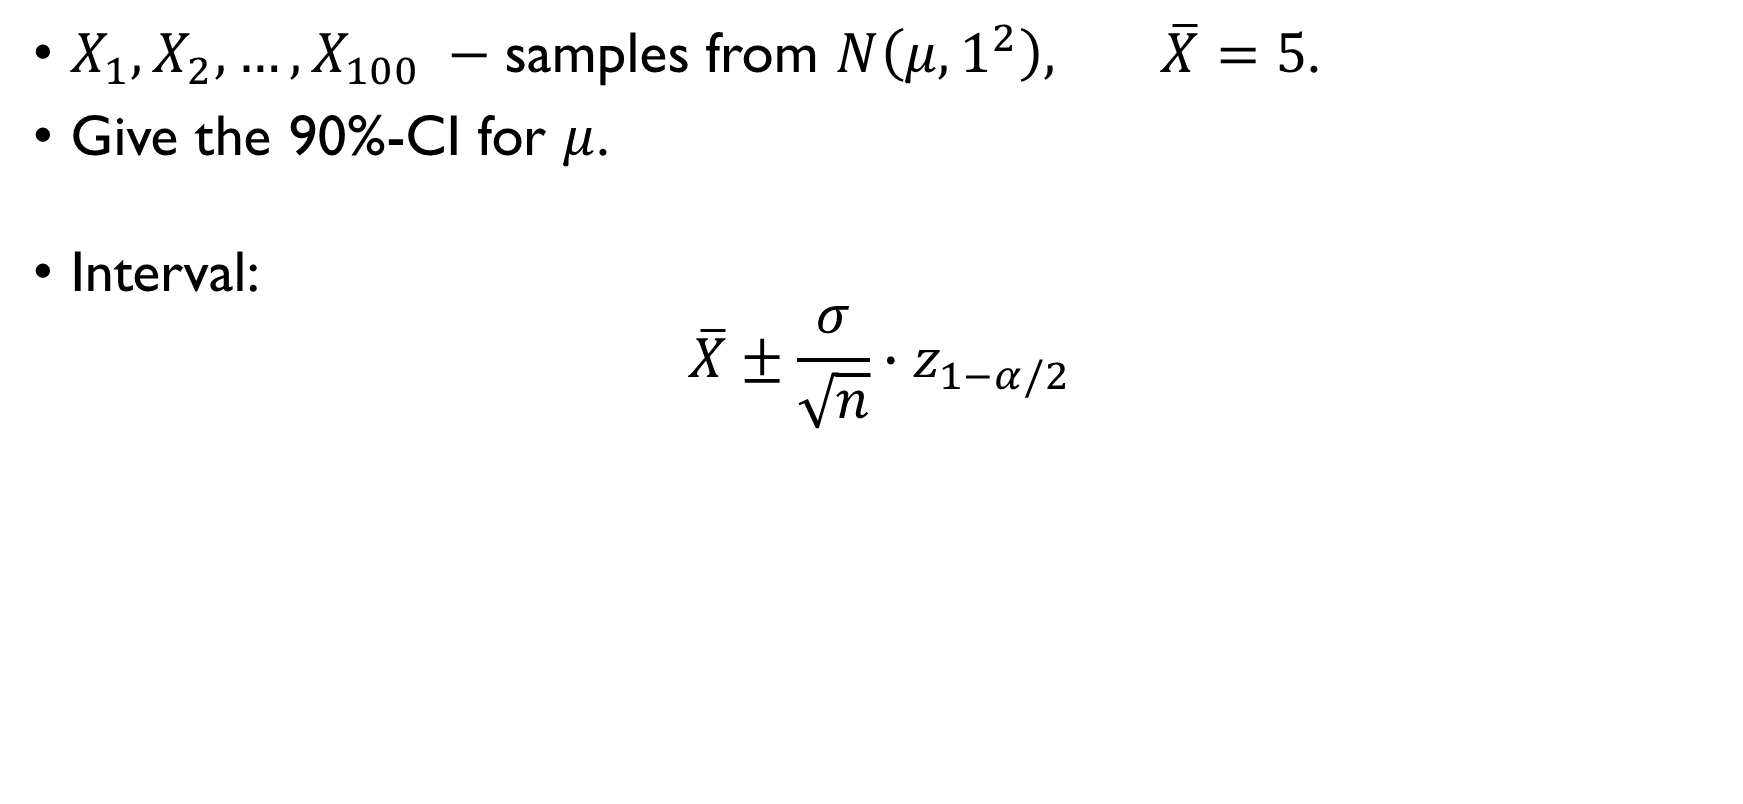 • X₁, X₂, … , X₁₀₀ – samples from N(μ, 1²), X̄ = 5.
• Give the 90%-CI for μ.
• Interval:
X̄ ± σ/√n · z₁₋α/₂